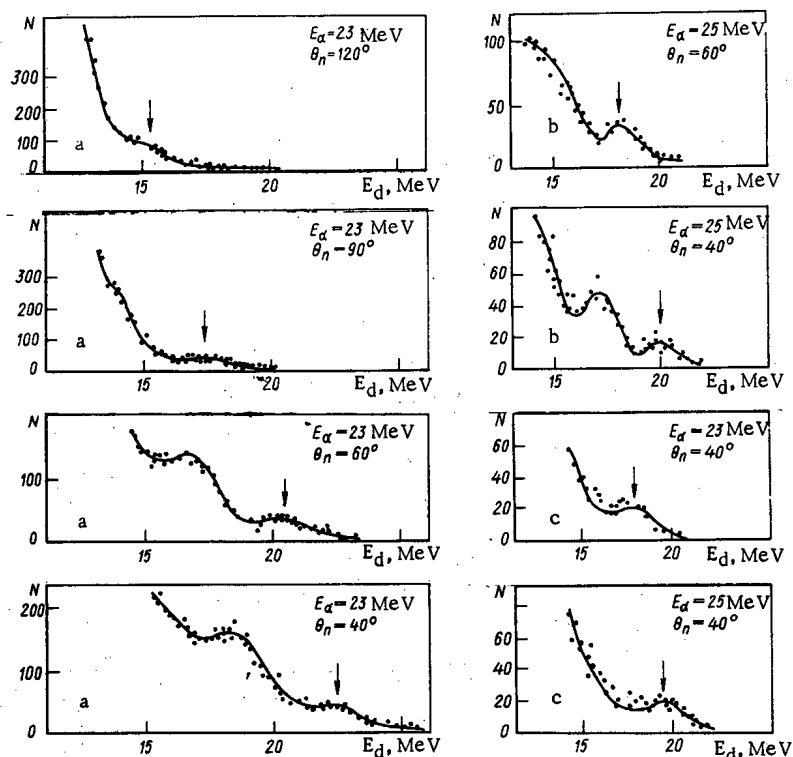 N
E_α=23 MeV
θ_n=120°
300
200
100
0
a
15
20
E_d, MeV
N
E_α=25 MeV
θ_n=60°
100
50
b
15
20
E_d, MeV
N
E_α=23 MeV
θ_n=90°
300
200
100
0
a
15
20
E_d, MeV
N
E_α=25 MeV
θ_n=40°
80
60
40
20
0
b
15
20
E_d, MeV
N
E_α=23 MeV
θ_n=60°
100
0
a
15
20
E_d, MeV
N
E_α=23 MeV
θ_n=40°
60
40
20
0
c
15
20
E_d, MeV
N
E_α=23 MeV
θ_n=40°
200
100
0
a
15
20
E_d, MeV
N
E_α=25 MeV
θ_n=40°
60
40
20
0
c
15
20
E_d, MeV